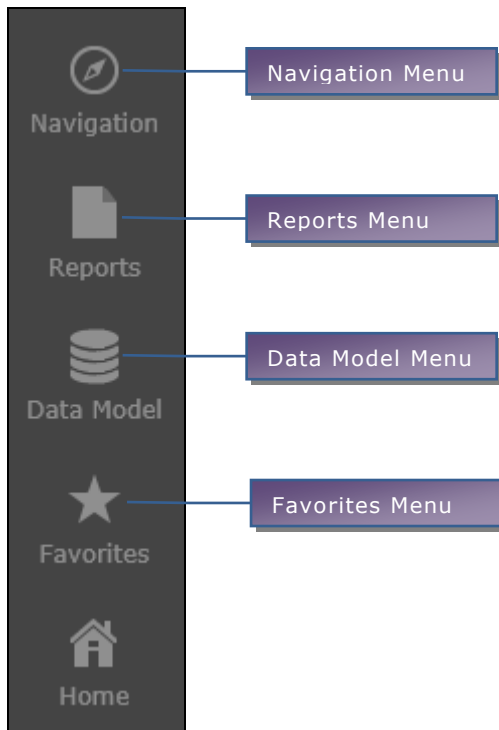 Navigation
Navigation Menu
Reports
Reports Menu
Data Model
Data Model Menu
Favorites
Favorites Menu
Home